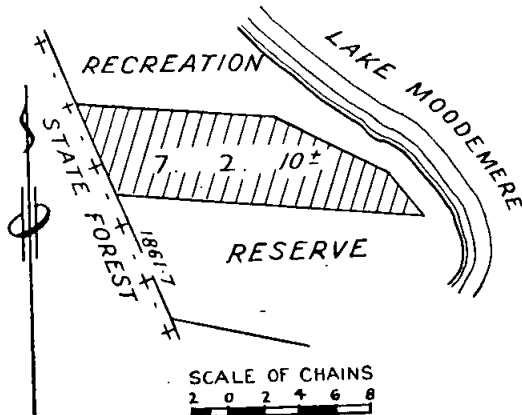 LAKE MOODEMERE
RECREATION
7. 2. 10±
STATE FOREST
1861·7
RESERVE
SCALE OF CHAINS
2 0 2 4 6 8